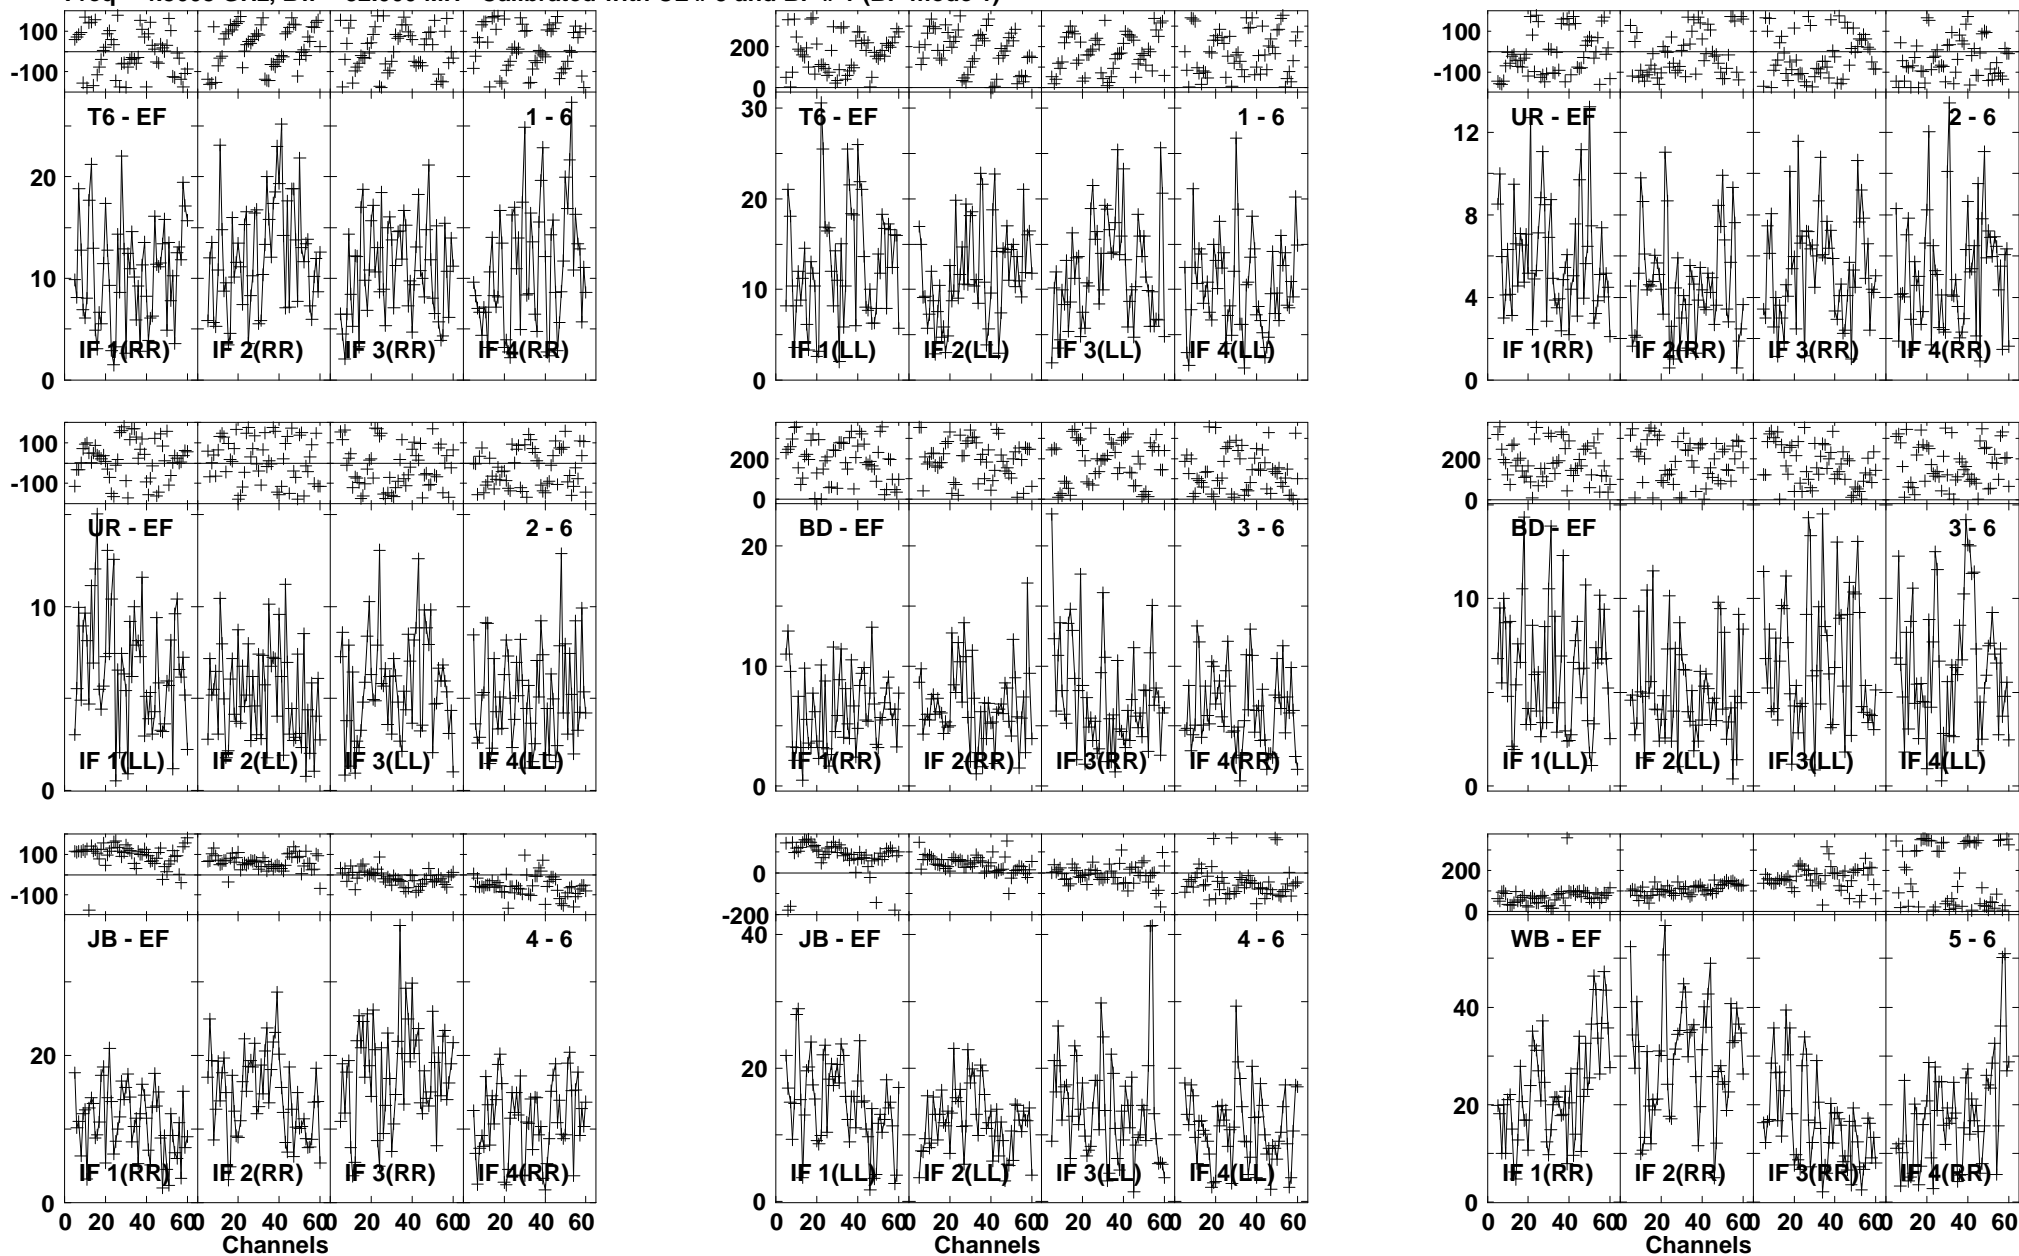 100
-100
T6 - EF
1 - 6
20
10
0
IF 1(RR)
IF 2(RR)
IF 3(RR)
IF 4(RR)
200
0
T6 - EF
1 - 6
30
20
10
0
IF 1(LL)
IF 2(LL)
IF 3(LL)
IF 4(LL)
100
-100
UR - EF
2 - 6
12
8
4
0
IF 1(RR)
IF 2(RR)
IF 3(RR)
IF 4(RR)
100
-100
UR - EF
2 - 6
10
0
IF 1(LL)
IF 2(LL)
IF 3(LL)
IF 4(LL)
200
0
BD - EF
3 - 6
20
10
0
IF 1(RR)
IF 2(RR)
IF 3(RR)
IF 4(RR)
200
0
BD - EF
3 - 6
10
0
IF 1(LL)
IF 2(LL)
IF 3(LL)
IF 4(LL)
100
-100
JB - EF
4 - 6
20
0
IF 1(RR)
IF 2(RR)
IF 3(RR)
IF 4(RR)
0 20 40 60 0 20 40 60 0 20 40 60 0 20 40 60
Channels
0
-200
JB - EF
4 - 6
40
20
0
IF 1(LL)
IF 2(LL)
IF 3(LL)
IF 4(LL)
0 20 40 60 0 20 40 60 0 20 40 60 0 20 40 60
Channels
200
0
WB - EF
5 - 6
40
20
0
IF 1(RR)
IF 2(RR)
IF 3(RR)
IF 4(RR)
0 20 40 60 0 20 40 60 0 20 40 60 0 20 40 60
Channels